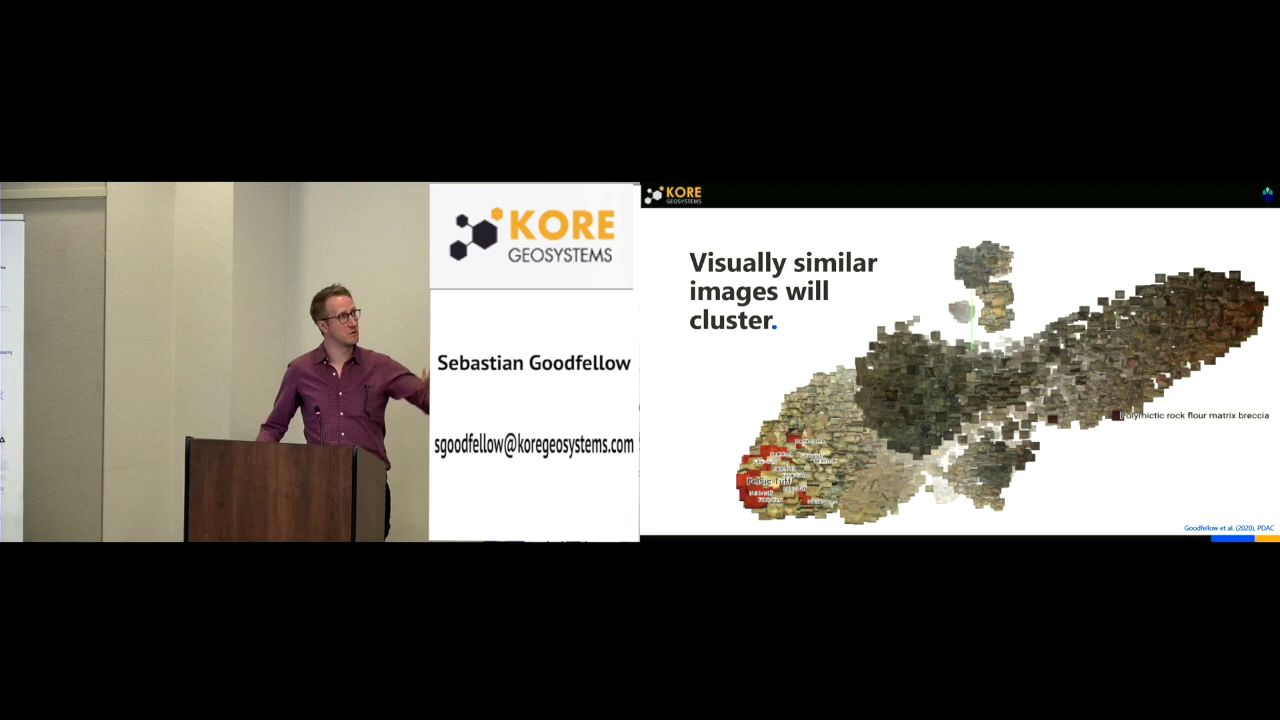 KORE
GEOSYSTEMS
Sebastian Goodfellow
sgoodfellow@koregeosystems.com
KORE
GEOSYSTEMS
Visually similar
images will
cluster.
Polymictic rock flour matrix breccia
Felsic Tuff
Goodfellow et al. (2020), PDAC